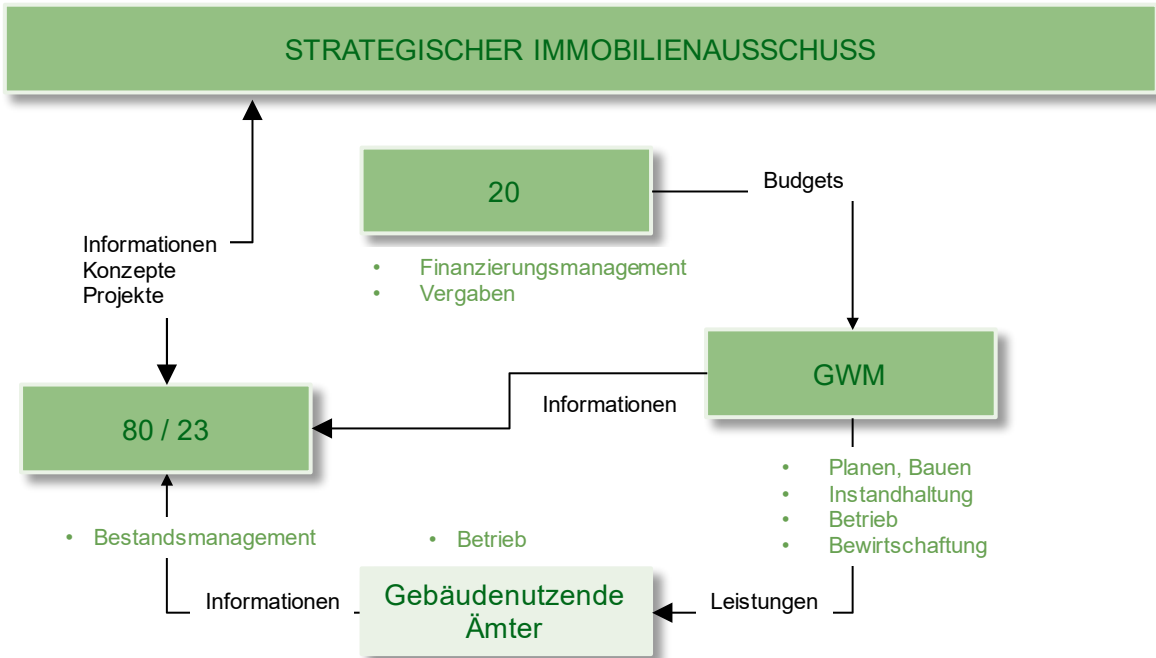 STRATEGISCHER IMMOBILIENAUSSCHUSS
20
Budgets
Informationen
Konzepte
Projekte
• Finanzierungsmanagement
• Vergaben
GWM
80 / 23
Informationen
• Planen, Bauen
• Instandhaltung
• Betrieb
• Bewirtschaftung
• Bestandsmanagement
• Betrieb
Informationen
Gebäudenutzende
Ämter
Leistungen